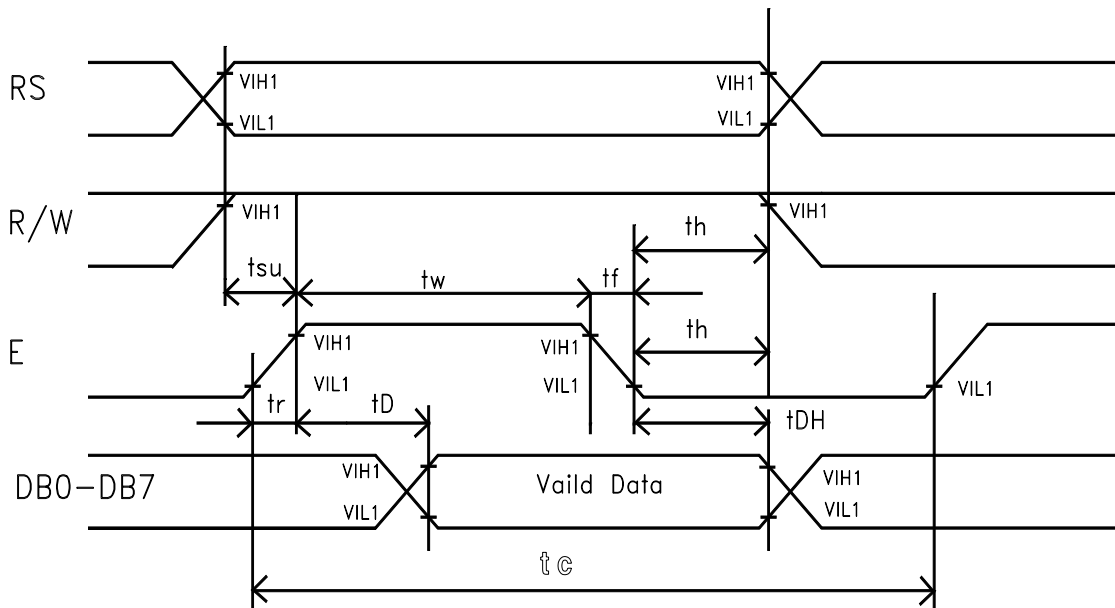 RS
VIH1
VIH1
VIL1
VIL1
R/W
VIH1
VIH1
th
tsu
tw
tf
E
VIH1
VIH1
th
VIL1
VIL1
VIL1
tr
tD
tDH
DB0-DB7
VIH1
Vaild Data
VIH1
VIL1
VIL1
tc